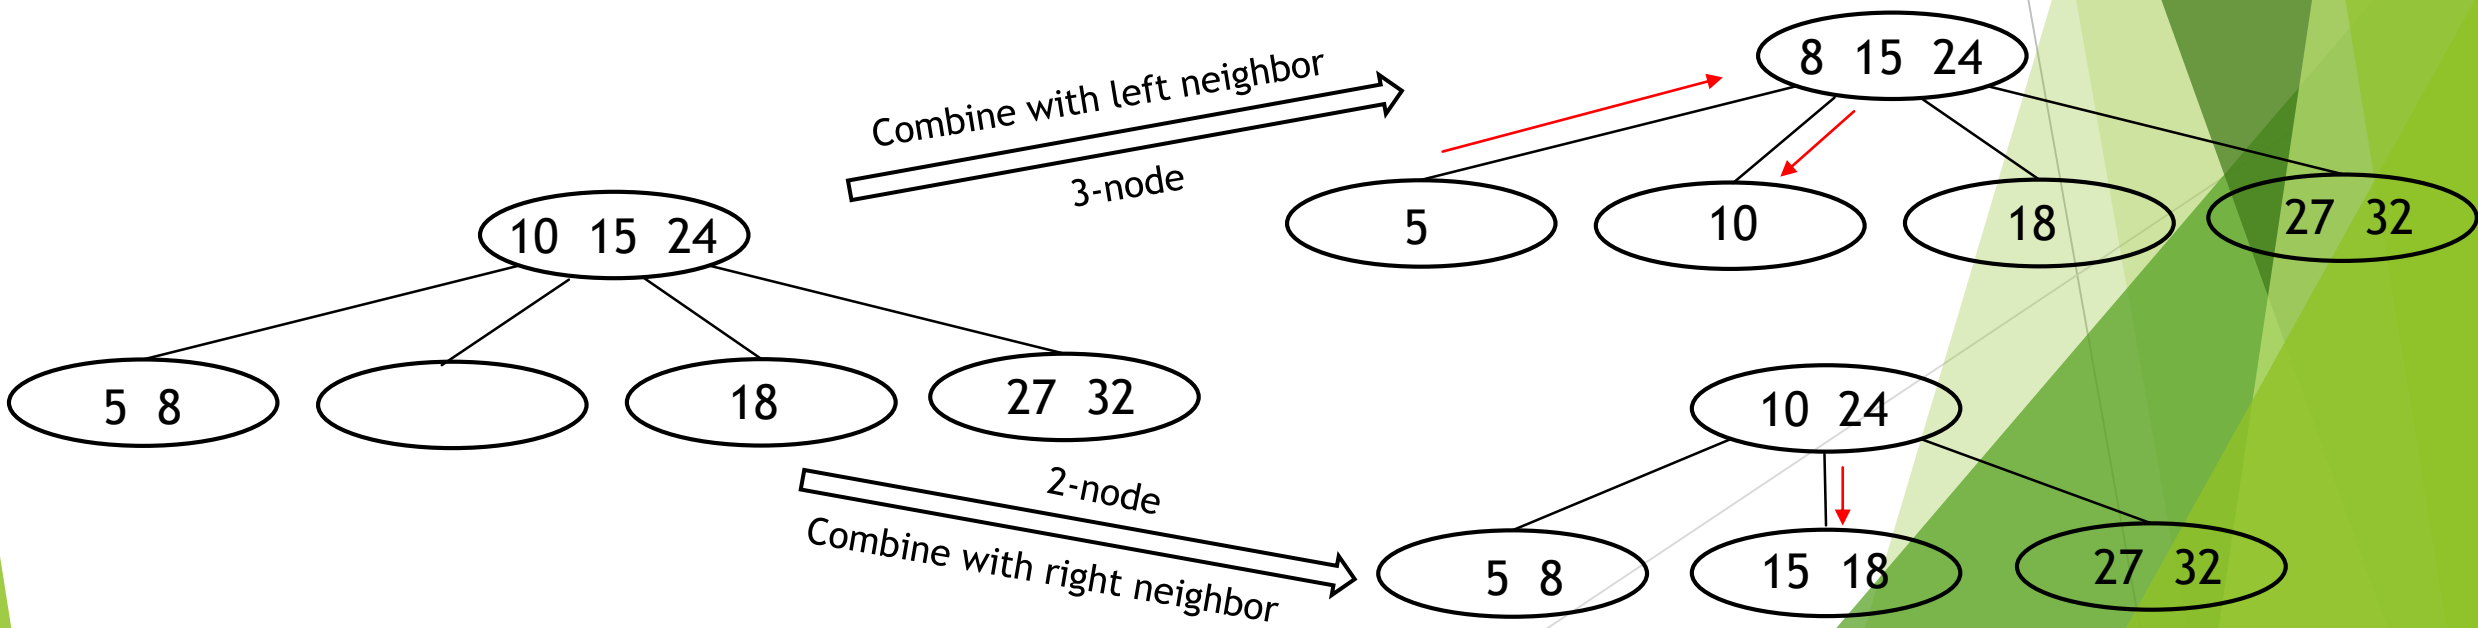 8 15 24
Combine with left neighbor
3-node
5
10
18
27 32
10 15 24
5 8
18
27 32
10 24
2-node
Combine with right neighbor
5 8
15 18
27 32